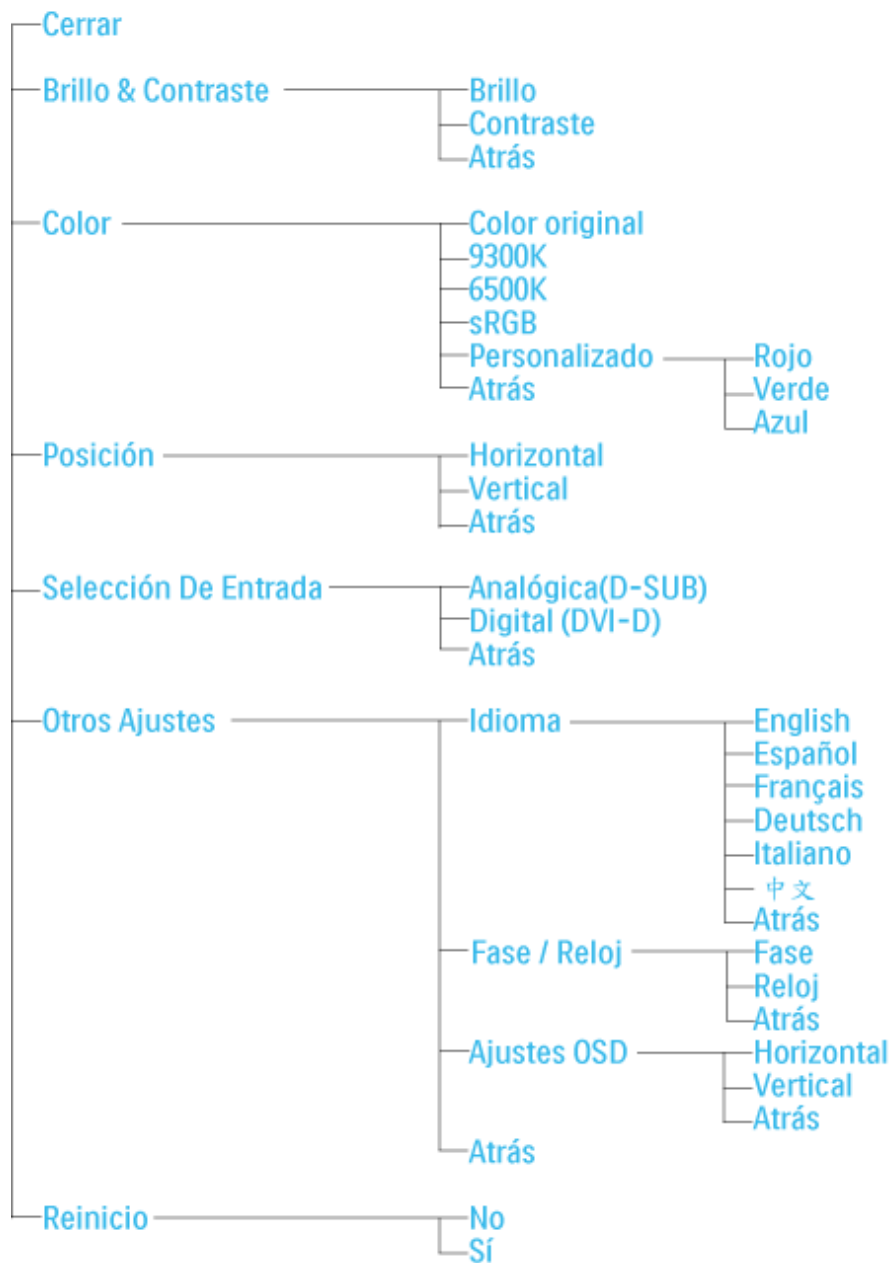 Cerrar
Brillo & Contraste Brillo
Contraste
Atrás
Color Color original
9300K
6500K
sRGB
Personalizado Rojo
Atrás Verde
Azul
Posición Horizontal
Vertical
Atrás
Selección De Entrada Analógica(D-SUB)
Digital (DVI-D)
Atrás
Otros Ajustes Idioma English
Español
Français
Deutsch
Italiano
中文
Atrás
Fase / Reloj Fase
Reloj
Atrás
Ajustes OSD Horizontal
Vertical
Atrás
Atrás
Reinicio No
Sí